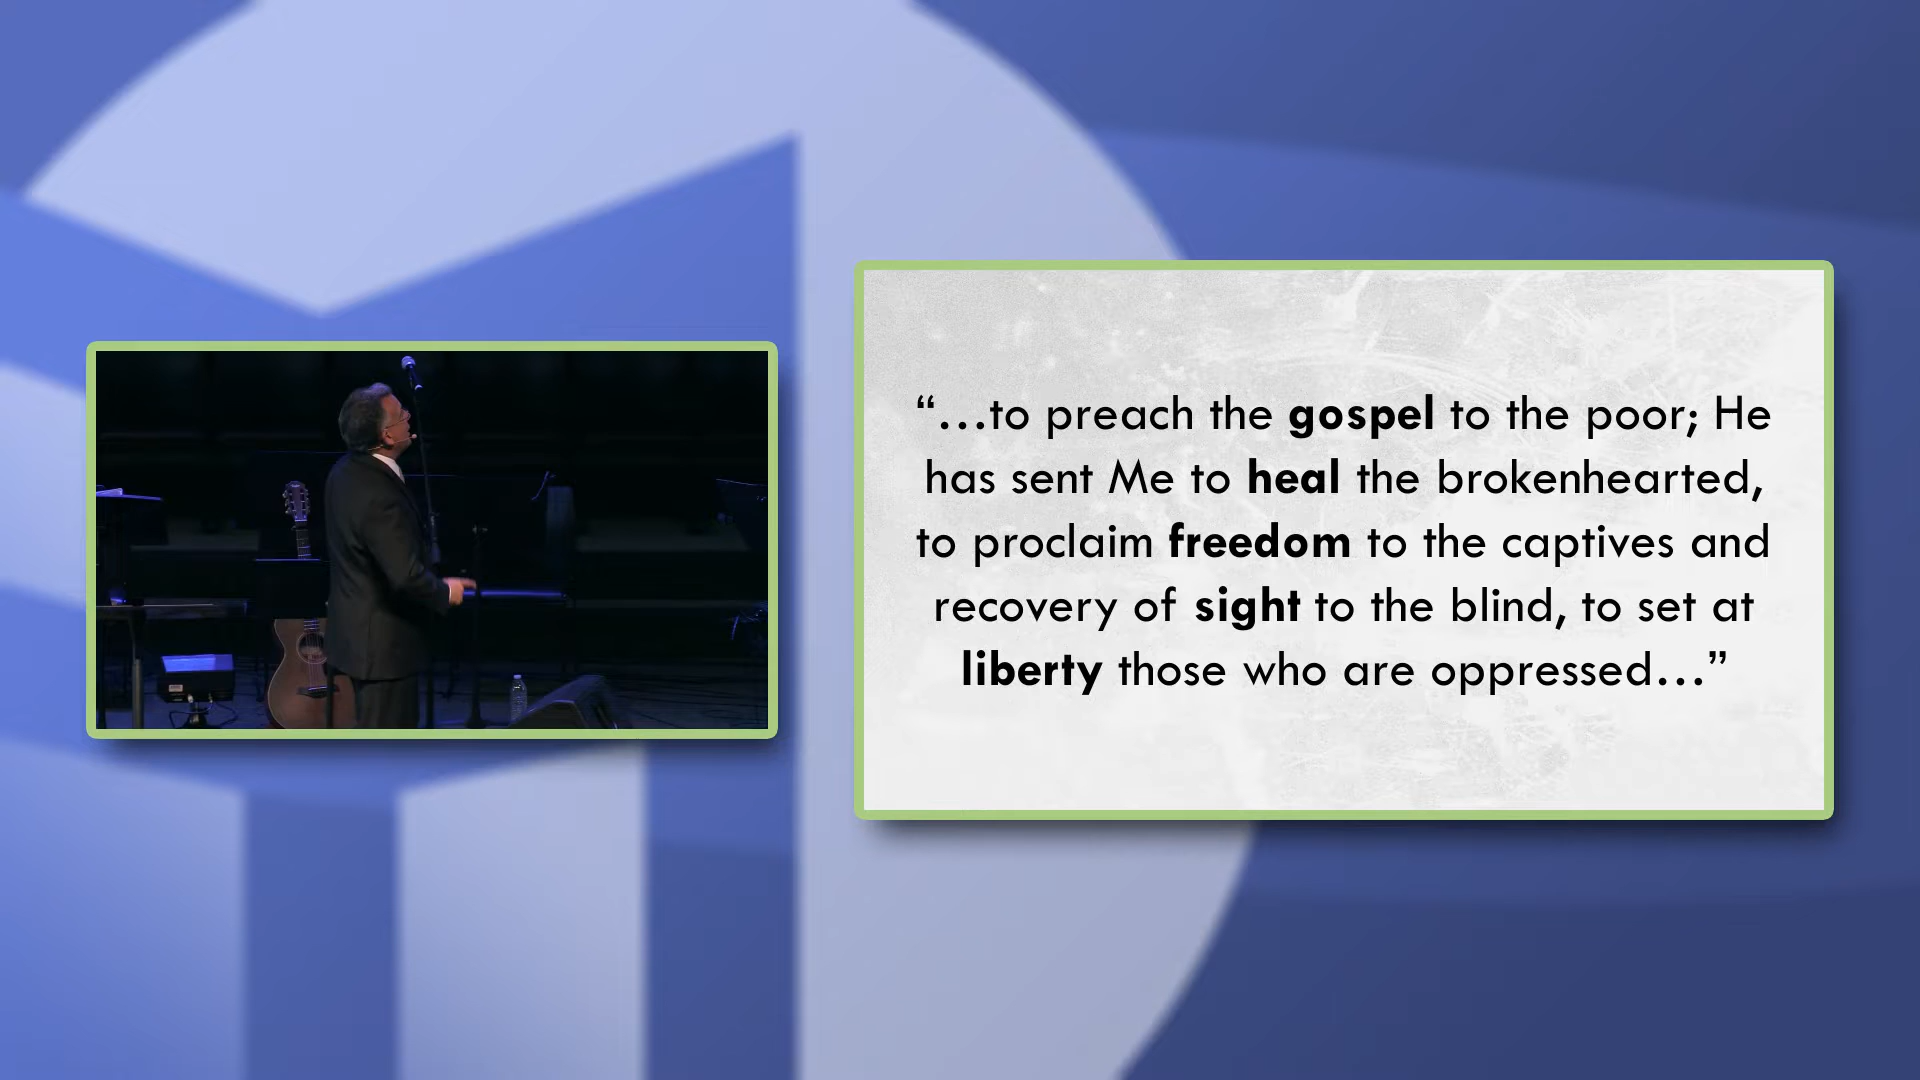 “…to preach the gospel to the poor; He
has sent Me to heal the brokenhearted,
to proclaim freedom to the captives and
recovery of sight to the blind, to set at
liberty those who are oppressed…”